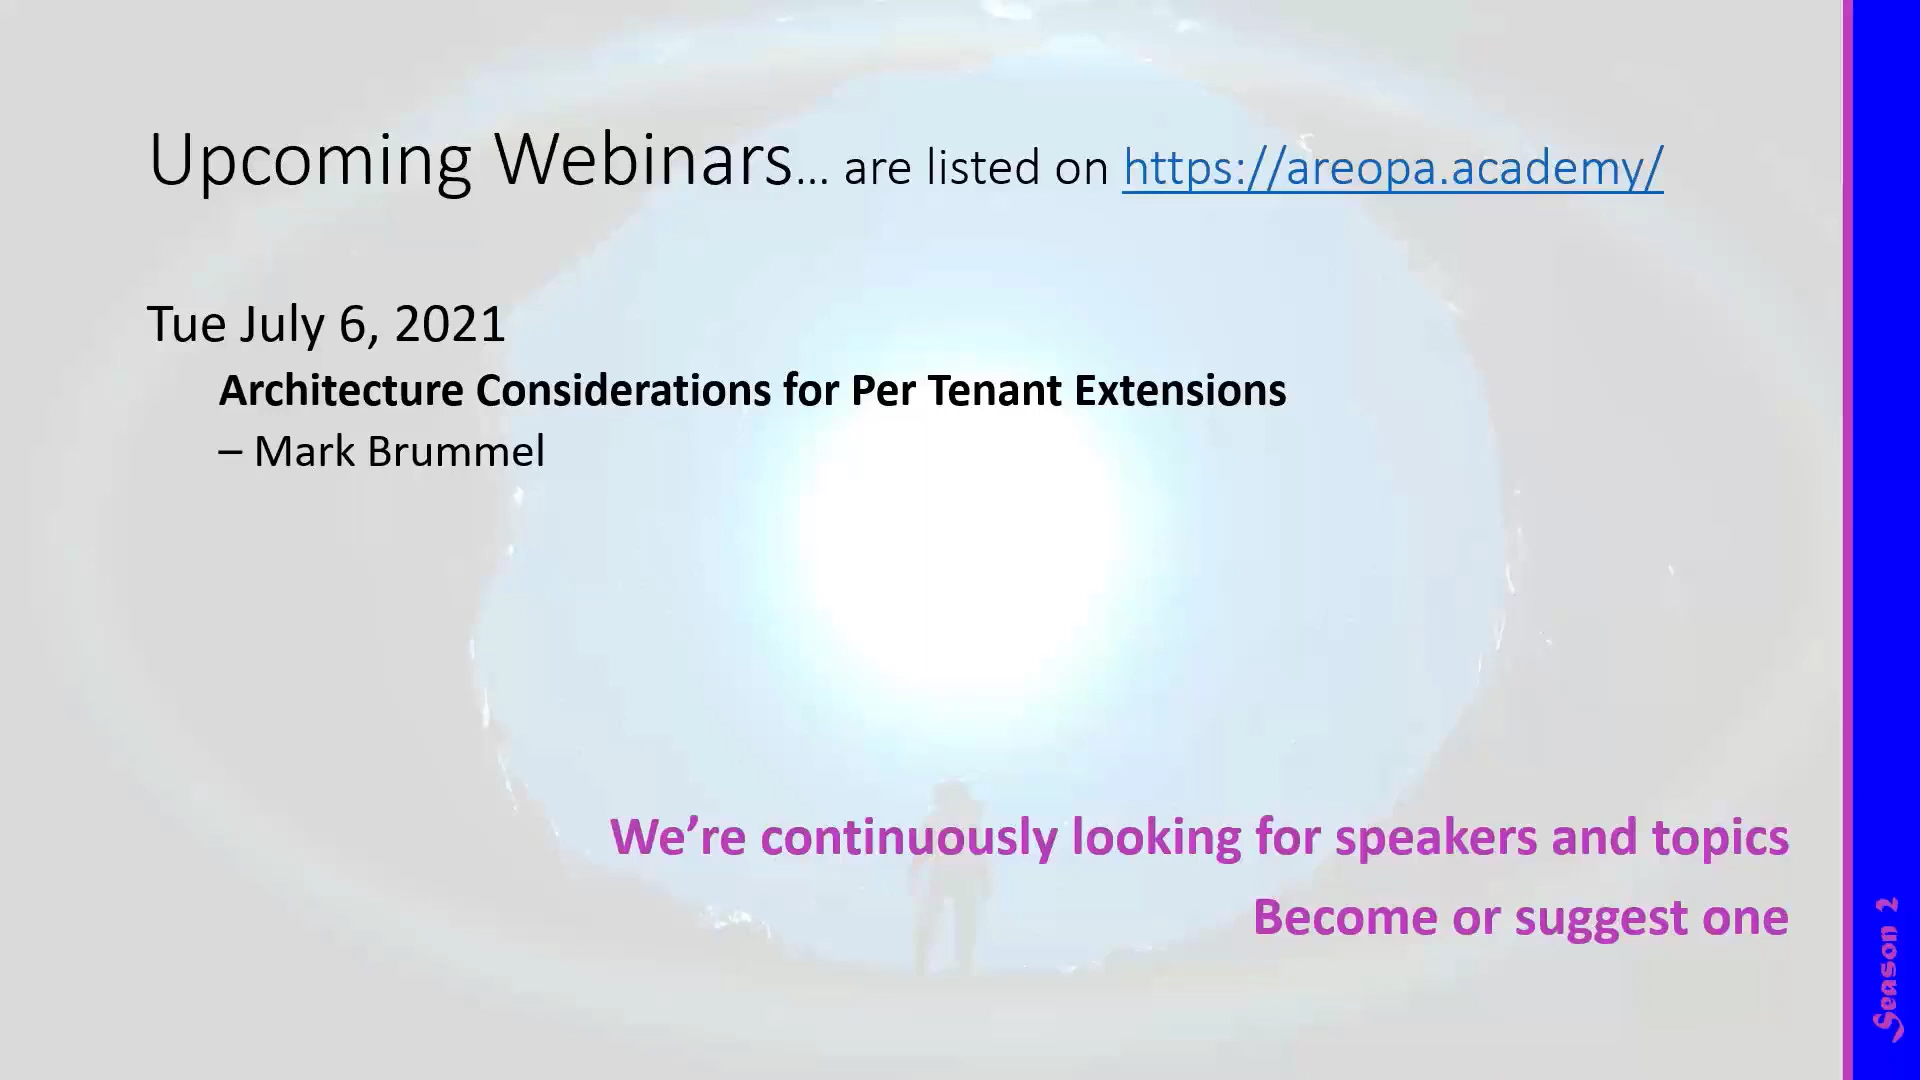 Upcoming Webinars… are listed on https://areopa.academy/
Tue July 6, 2021
Architecture Considerations for Per Tenant Extensions
– Mark Brummel
We’re continuously looking for speakers and topics
Become or suggest one
Season 2